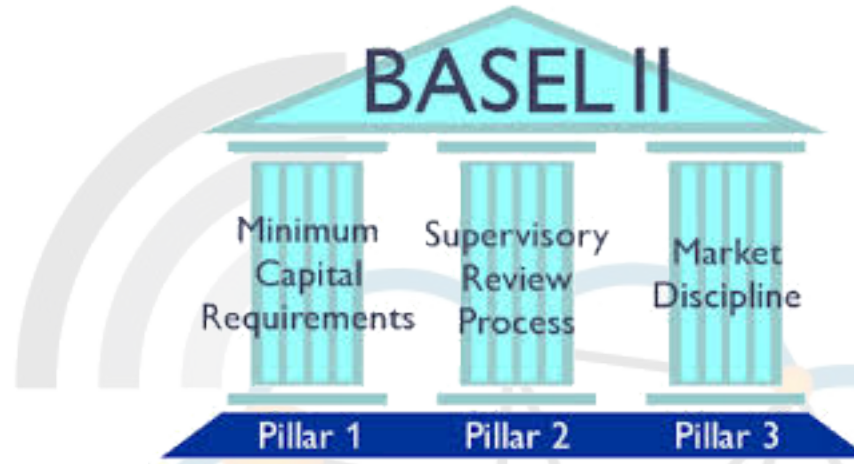 BASEL II
Minimum
Capital
Requirements
Supervisory
Review
Process
Market
Discipline
Pillar 1
Pillar 2
Pillar 3